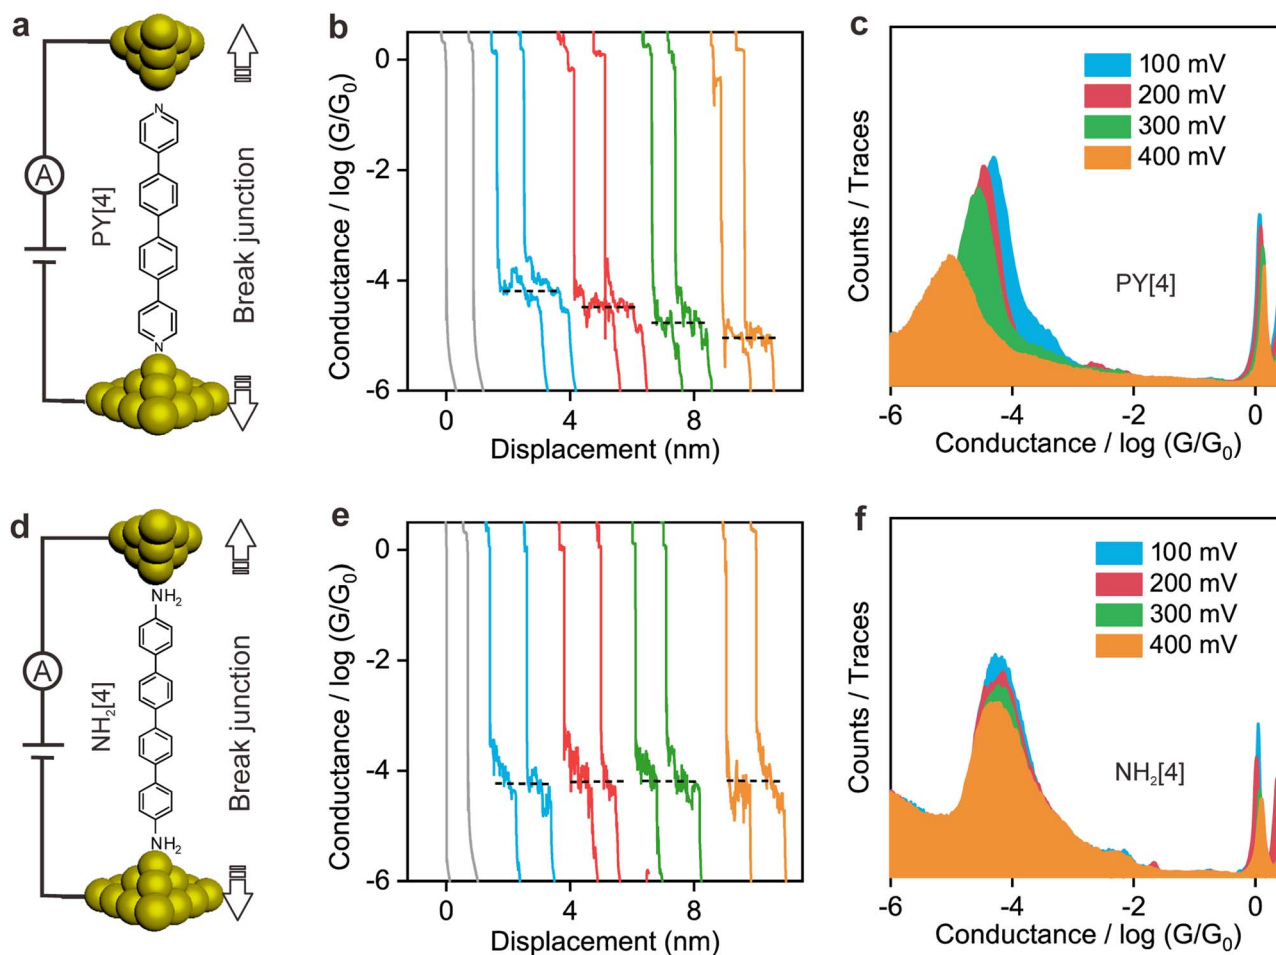 a
A
PY[4]
N
N
Break junction
b
Conductance / log (G/G₀)
0
-2
-4
-6
0
4
8
Displacement (nm)
c
Counts / Traces
100 mV
200 mV
300 mV
400 mV
PY[4]
-6
-4
-2
0
Conductance / log (G/G₀)
d
A
NH₂[4]
NH₂
NH₂
Break junction
e
Conductance / log (G/G₀)
0
-2
-4
-6
0
4
8
Displacement (nm)
f
Counts / Traces
100 mV
200 mV
300 mV
400 mV
NH₂[4]
-6
-4
-2
0
Conductance / log (G/G₀)